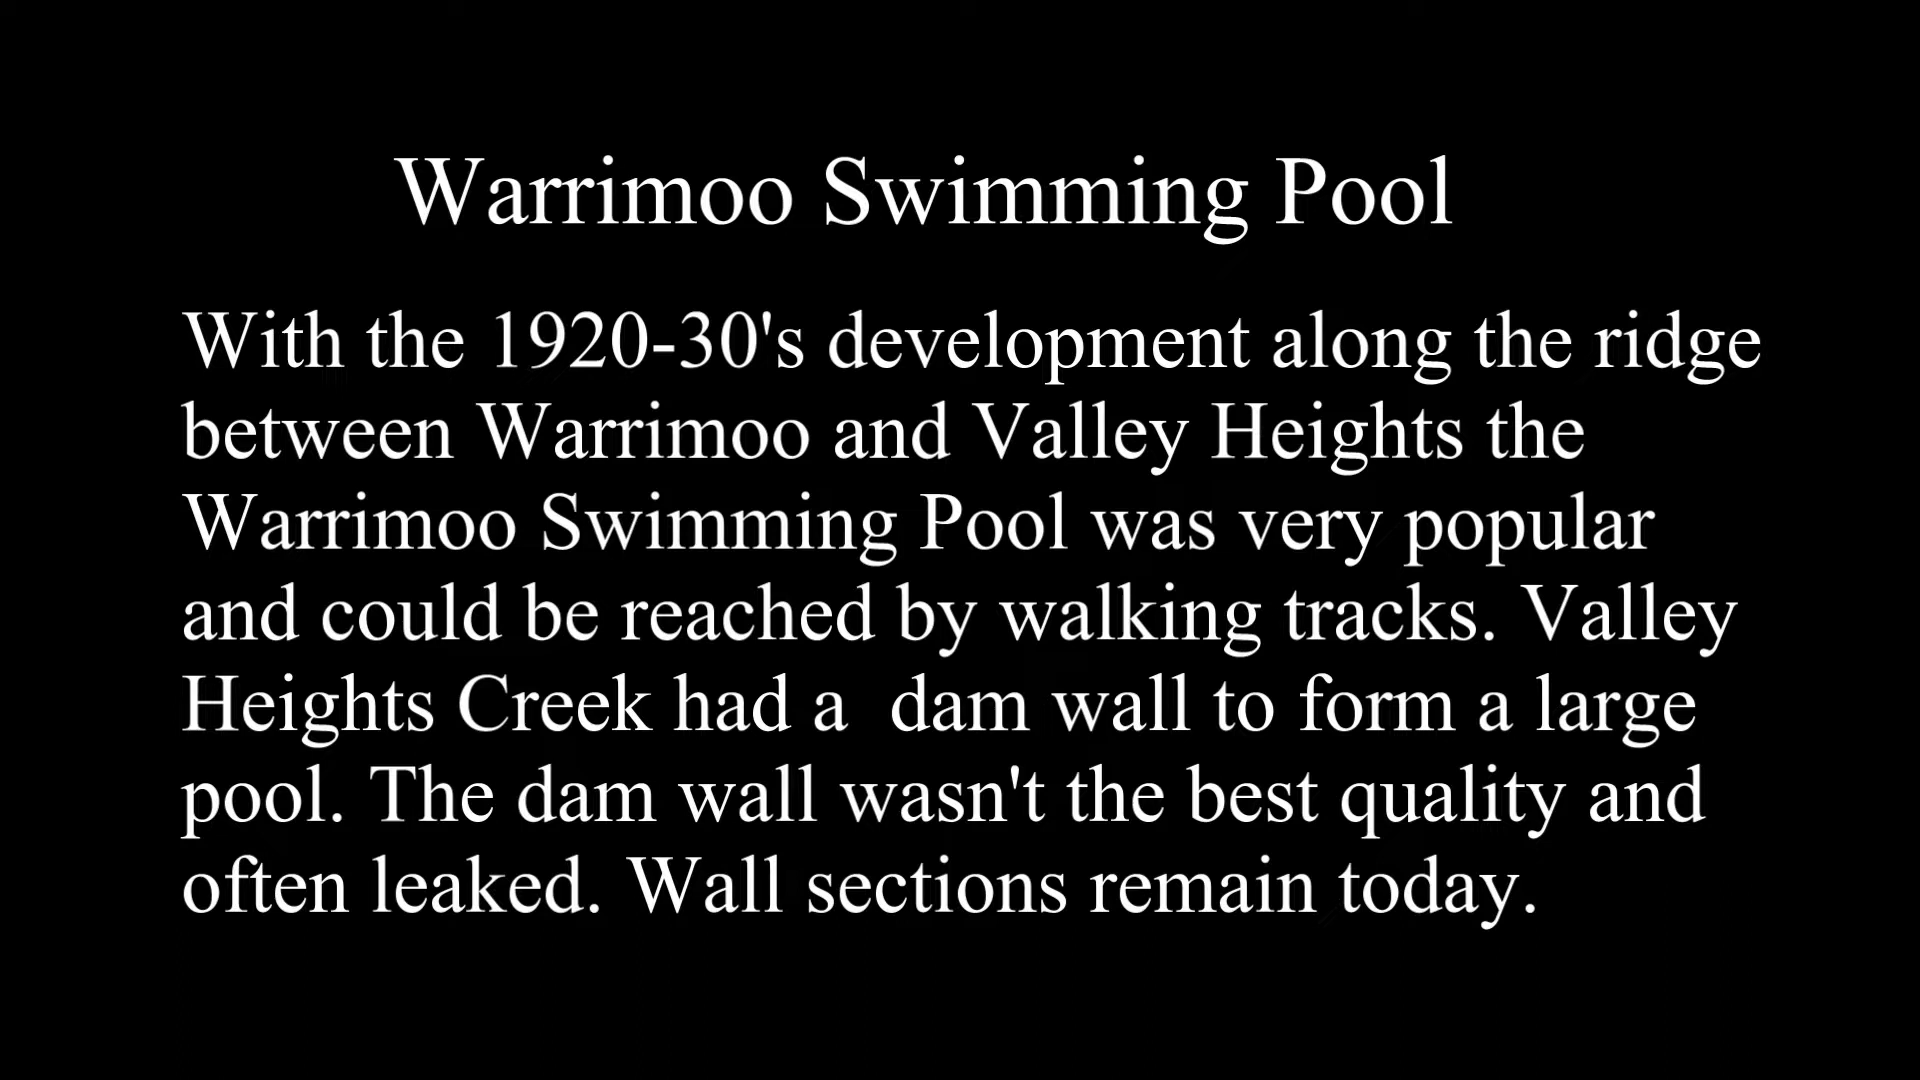 Warrimoo Swimming Pool
With the 1920-30's development along the ridge
between Warrimoo and Valley Heights the
Warrimoo Swimming Pool was very popular
and could be reached by walking tracks. Valley
Heights Creek had a  dam wall to form a large
pool. The dam wall wasn't the best quality and
often leaked. Wall sections remain today.